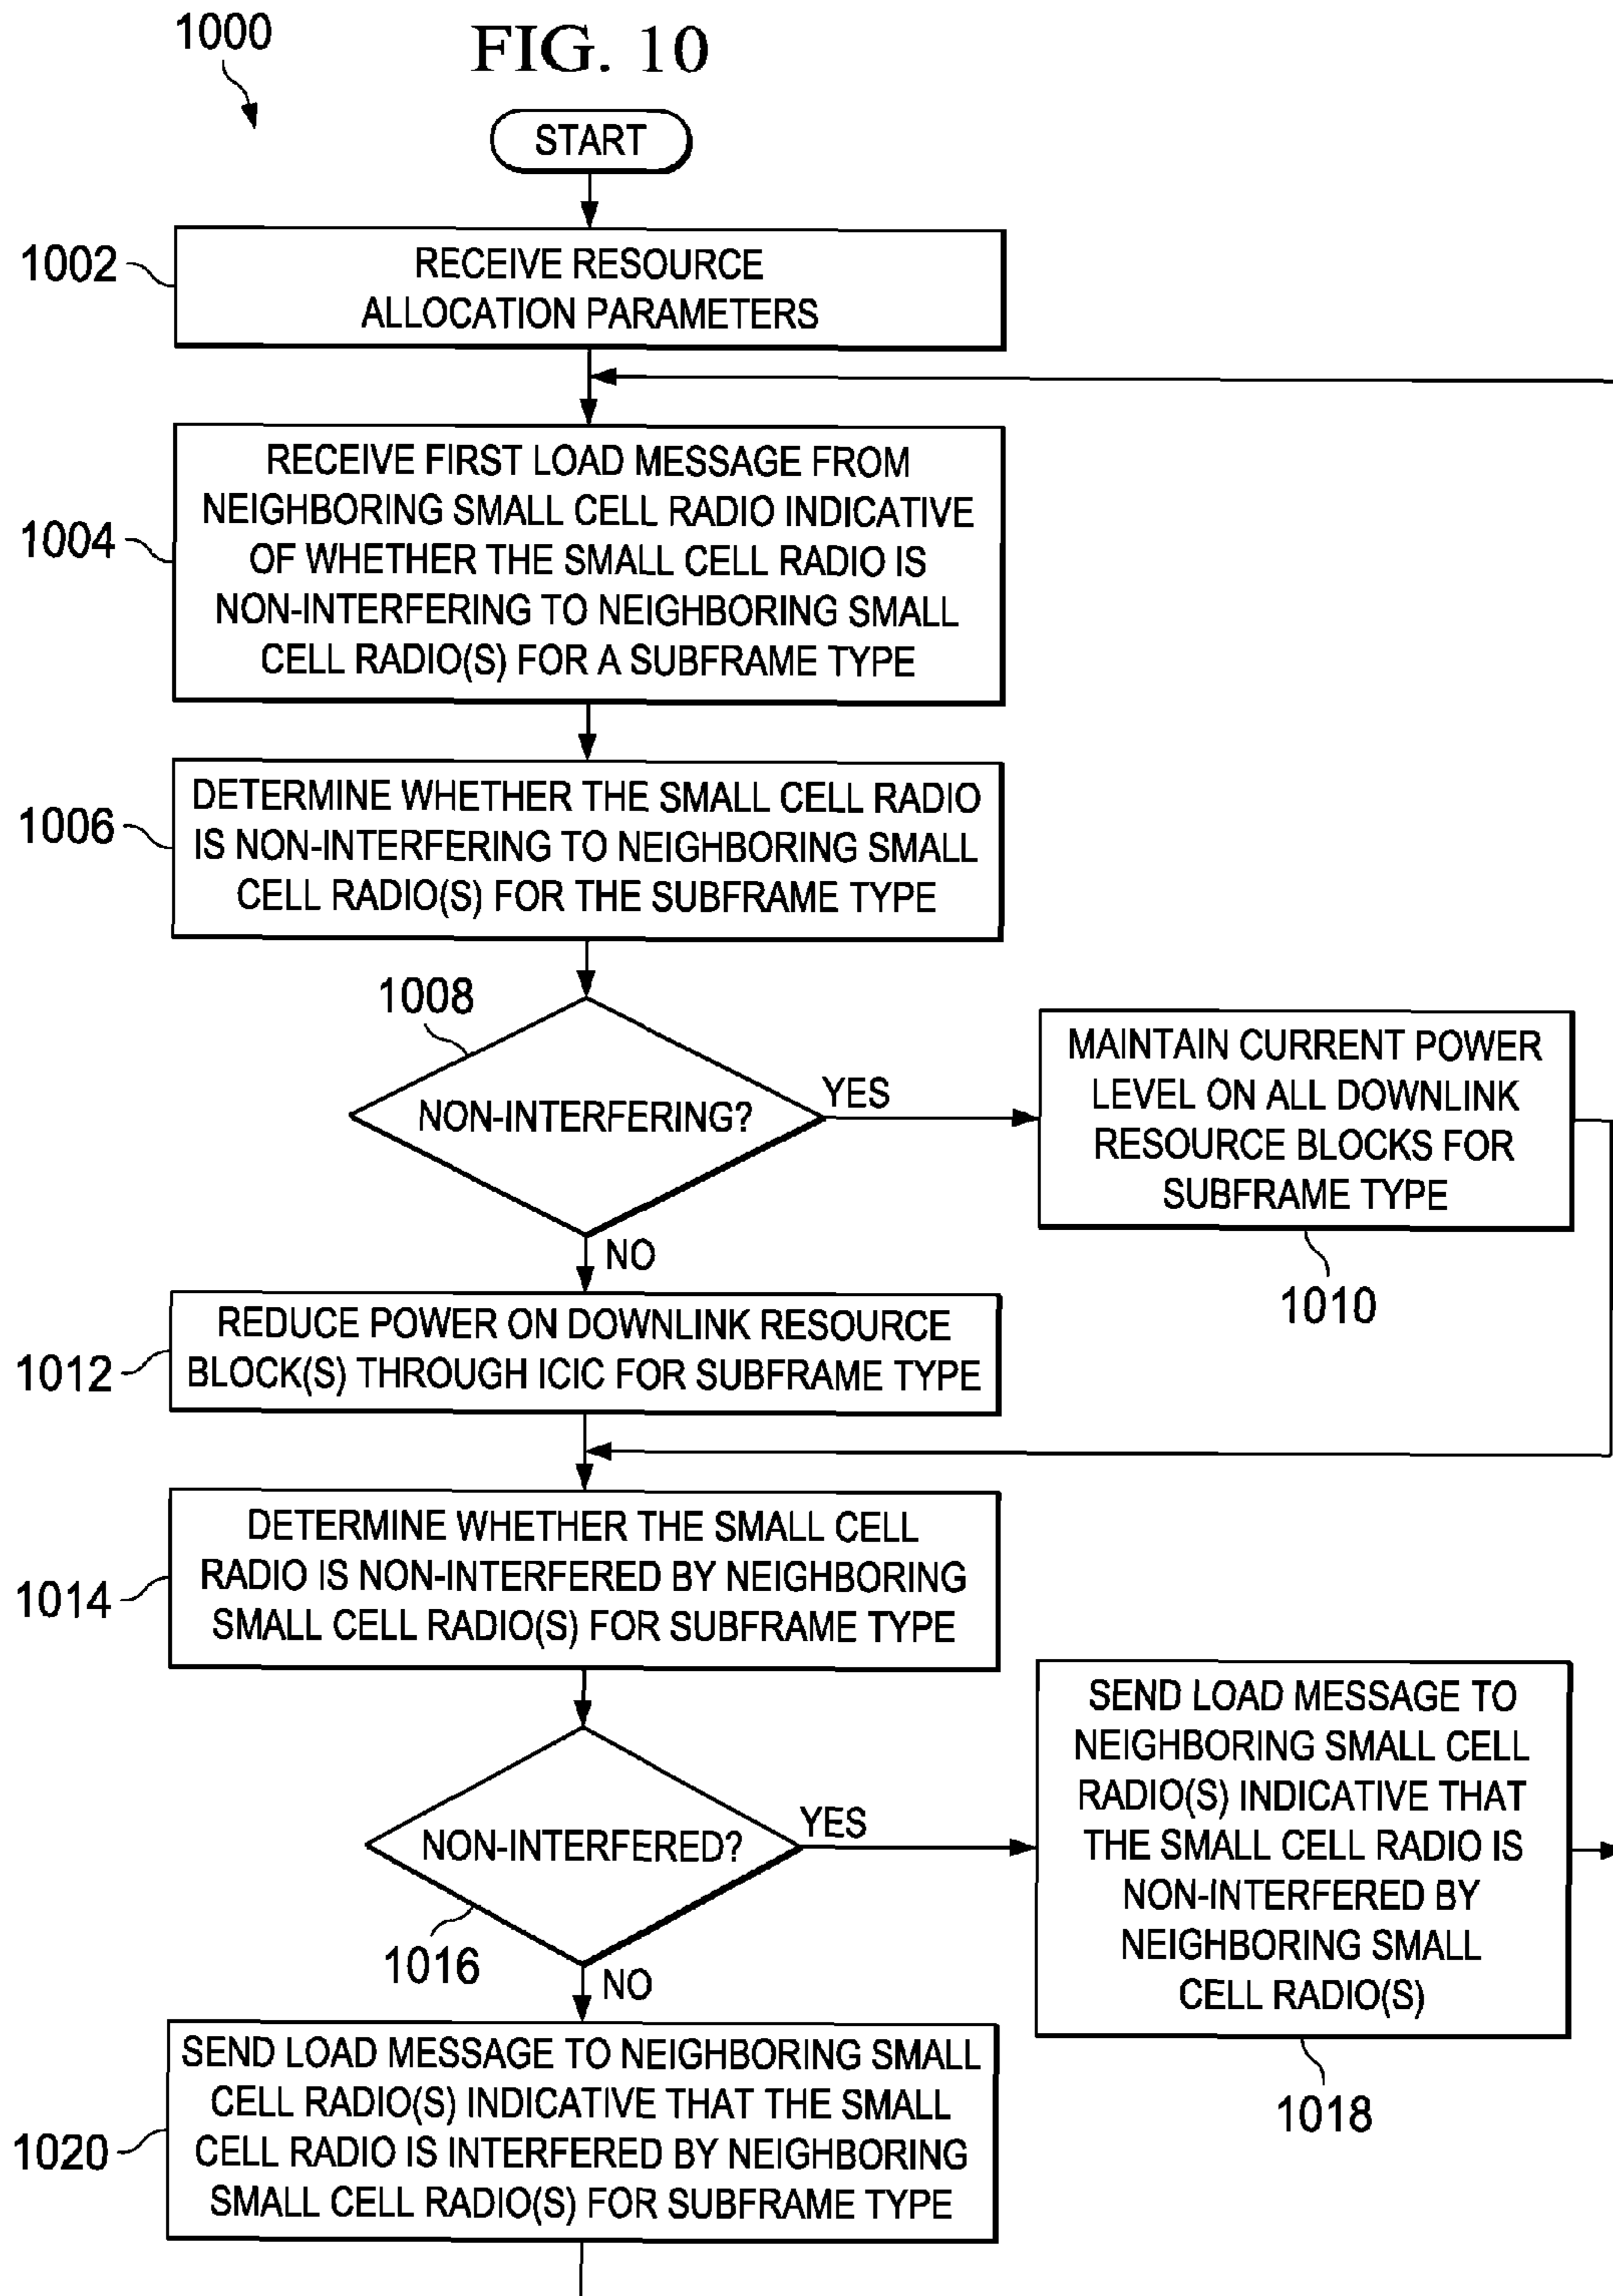 1000
FIG. 10
START
1002
RECEIVE RESOURCE
ALLOCATION PARAMETERS
1004
RECEIVE FIRST LOAD MESSAGE FROM
NEIGHBORING SMALL CELL RADIO INDICATIVE
OF WHETHER THE SMALL CELL RADIO IS
NON-INTERFERING TO NEIGHBORING SMALL
CELL RADIO(S) FOR A SUBFRAME TYPE
1006
DETERMINE WHETHER THE SMALL CELL RADIO
IS NON-INTERFERING TO NEIGHBORING SMALL
CELL RADIO(S) FOR THE SUBFRAME TYPE
1008
NON-INTERFERING?
YES
MAINTAIN CURRENT POWER
LEVEL ON ALL DOWNLINK
RESOURCE BLOCKS FOR
SUBFRAME TYPE
1010
NO
1012
REDUCE POWER ON DOWNLINK RESOURCE
BLOCK(S) THROUGH ICIC FOR SUBFRAME TYPE
1014
DETERMINE WHETHER THE SMALL CELL
RADIO IS NON-INTERFERED BY NEIGHBORING
SMALL CELL RADIO(S) FOR SUBFRAME TYPE
NON-INTERFERED?
1016
YES
SEND LOAD MESSAGE TO
NEIGHBORING SMALL CELL
RADIO(S) INDICATIVE THAT
THE SMALL CELL RADIO IS
NON-INTERFERED BY
NEIGHBORING SMALL
CELL RADIO(S)
1018
NO
1020
SEND LOAD MESSAGE TO NEIGHBORING SMALL
CELL RADIO(S) INDICATIVE THAT THE SMALL
CELL RADIO IS INTERFERED BY NEIGHBORING
SMALL CELL RADIO(S) FOR SUBFRAME TYPE